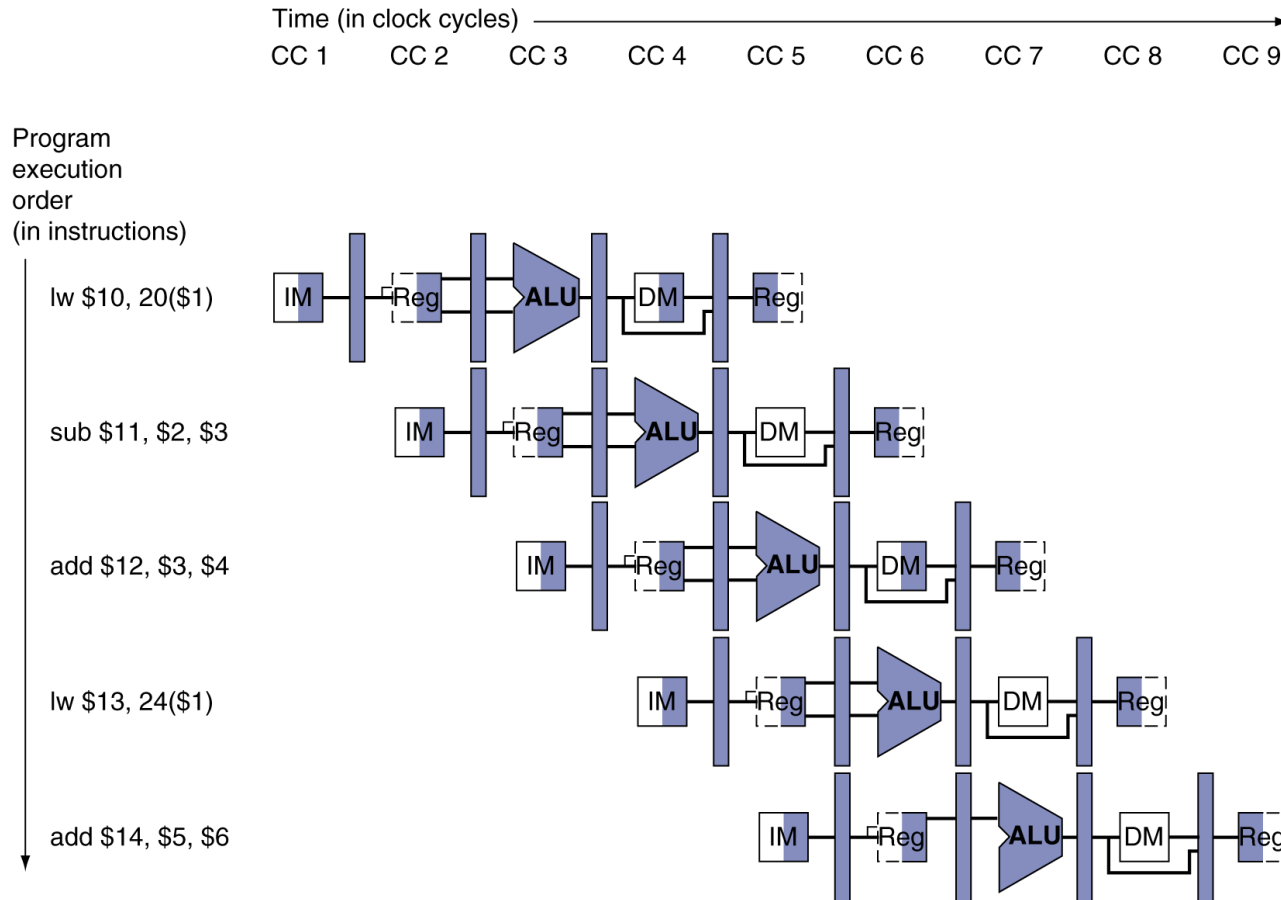 Time (in clock cycles)
CC 1 CC 2 CC 3 CC 4 CC 5 CC 6 CC 7 CC 8 CC 9
Program
execution
order
(in instructions)
lw $10, 20($1) IM Reg ALU DM Reg
sub $11, $2, $3 IM Reg ALU DM Reg
add $12, $3, $4 IM Reg ALU DM Reg
lw $13, 24($1) IM Reg ALU DM Reg
add $14, $5, $6 IM Reg ALU DM Reg